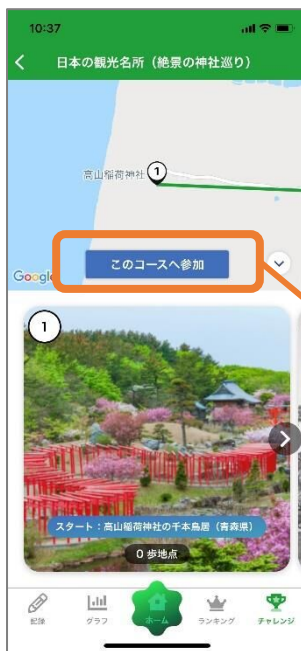 10:37
日本の観光名所（絶景の神社巡り）
高山稲荷神社
1
このコースへ参加
Google
1
スタート：高山稲荷神社の千本鳥居（青森県）
0 歩地点
記録
グラフ
ホーム
ランキング
チャレンジ